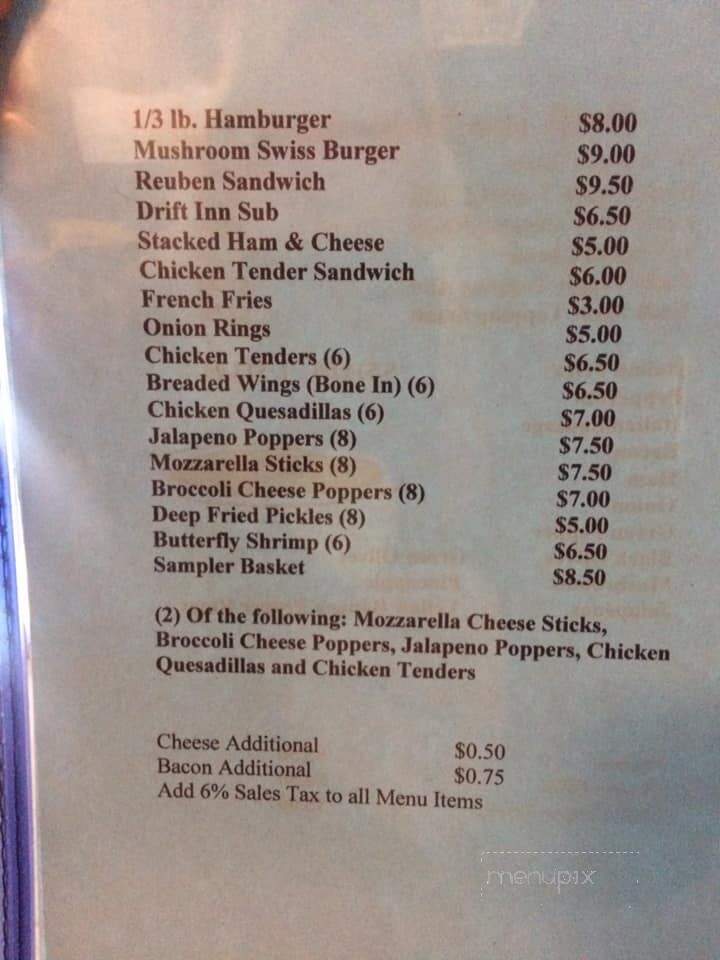 1/3 lb. Hamburger $8.00
Mushroom Swiss Burger $9.00
Reuben Sandwich $9.50
Drift Inn Sub $6.50
Stacked Ham & Cheese $5.00
Chicken Tender Sandwich $6.00
French Fries $3.00
Onion Rings $5.00
Chicken Tenders (6) $6.50
Breaded Wings (Bone In) (6) $6.50
Chicken Quesadillas (6) $7.00
Jalapeno Poppers (8) $7.50
Mozzarella Sticks (8) $7.50
Broccoli Cheese Poppers (8) $7.00
Deep Fried Pickles (8) $5.00
Butterfly Shrimp (6) $6.50
Sampler Basket $8.50
(2) Of the following: Mozzarella Cheese Sticks,
Broccoli Cheese Poppers, Jalapeno Poppers, Chicken
Quesadillas and Chicken Tenders
Cheese Additional $0.50
Bacon Additional $0.75
Add 6% Sales Tax to all Menu Items
menupix